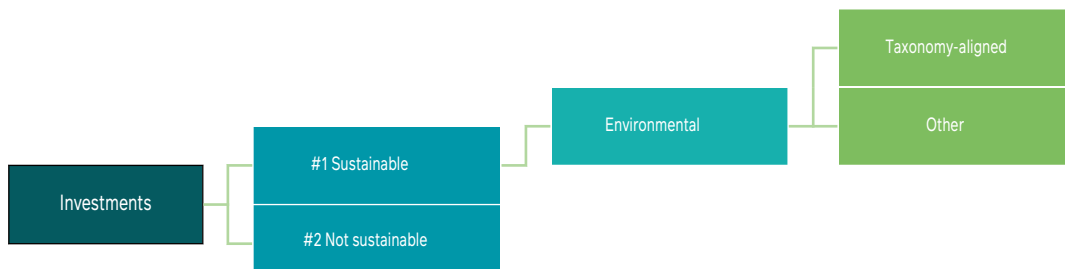 Taxonomy-aligned
Environmental
Other
#1 Sustainable
Investments
#2 Not sustainable